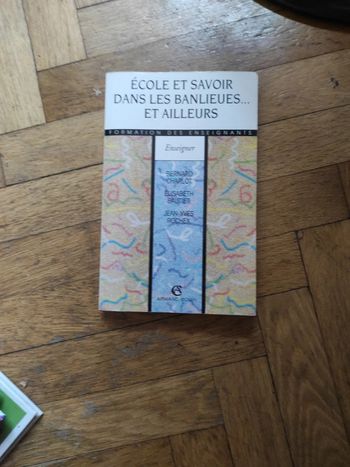 ÉCOLE ET SAVOIR
DANS LES BANLIEUES...
ET AILLEURS
FORMATION DES ENSEIGNANTS
Enseigner
BERNARD
CHARLOT
ÉLISABETH
BAUTIER
JEAN-YVES
ROCHEX
ARMAND COLIN